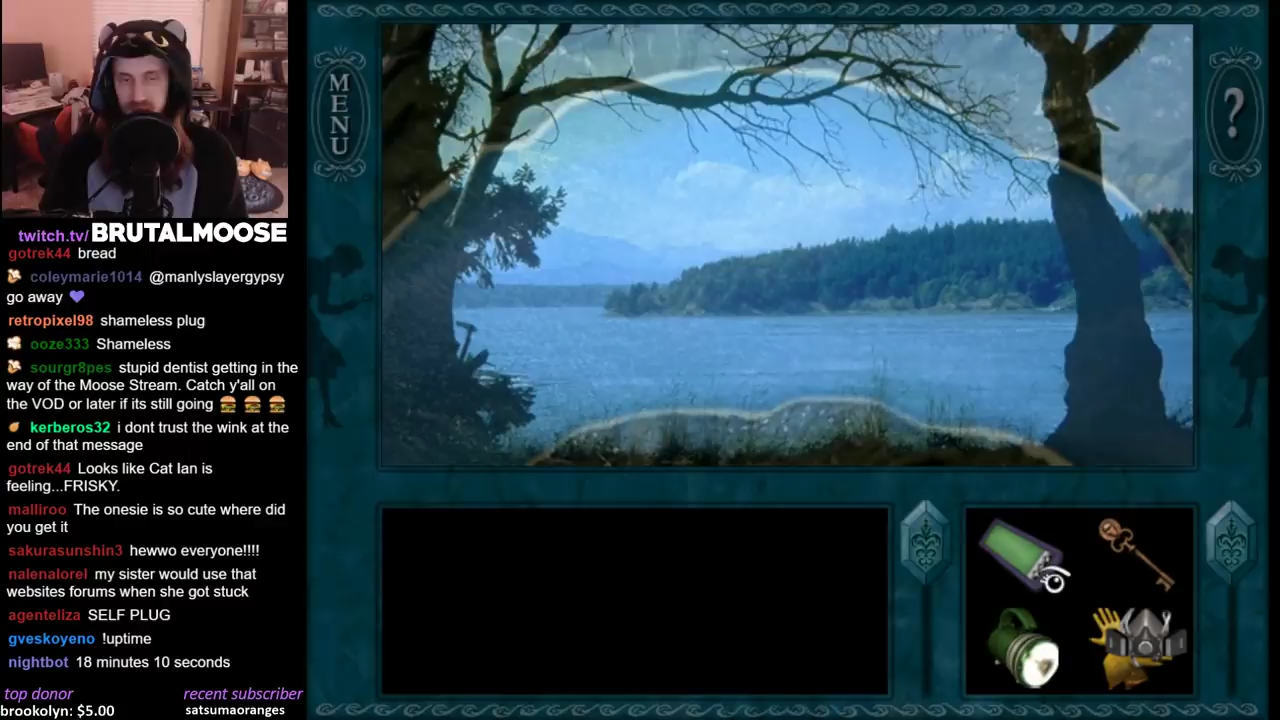 MENU
?
twitch.tv/BRUTALMOOSE
gotrek44 bread
coleymarie1014 @manlyslayergypsy
go away
retropixel98 shameless plug
ooze333 Shameless
sourgr8pes stupid dentist getting in the
way of the Moose Stream. Catch y'all on
the VOD or later if its still going
kerberos32 i dont trust the wink at the
end of that message
gotrek44 Looks like Cat Ian is
feeling...FRISKY.
malliroo The onesie is so cute where did
you get it
sakurasunshin3 hewwo everyone!!!!
nalenalorel my sister would use that
websites forums when she got stuck
agenteliza SELF PLUG
gveskoyeno !uptime
nightbot 18 minutes 10 seconds
top donor
brookolyn: $5.00
recent subscriber
satsumaoranges